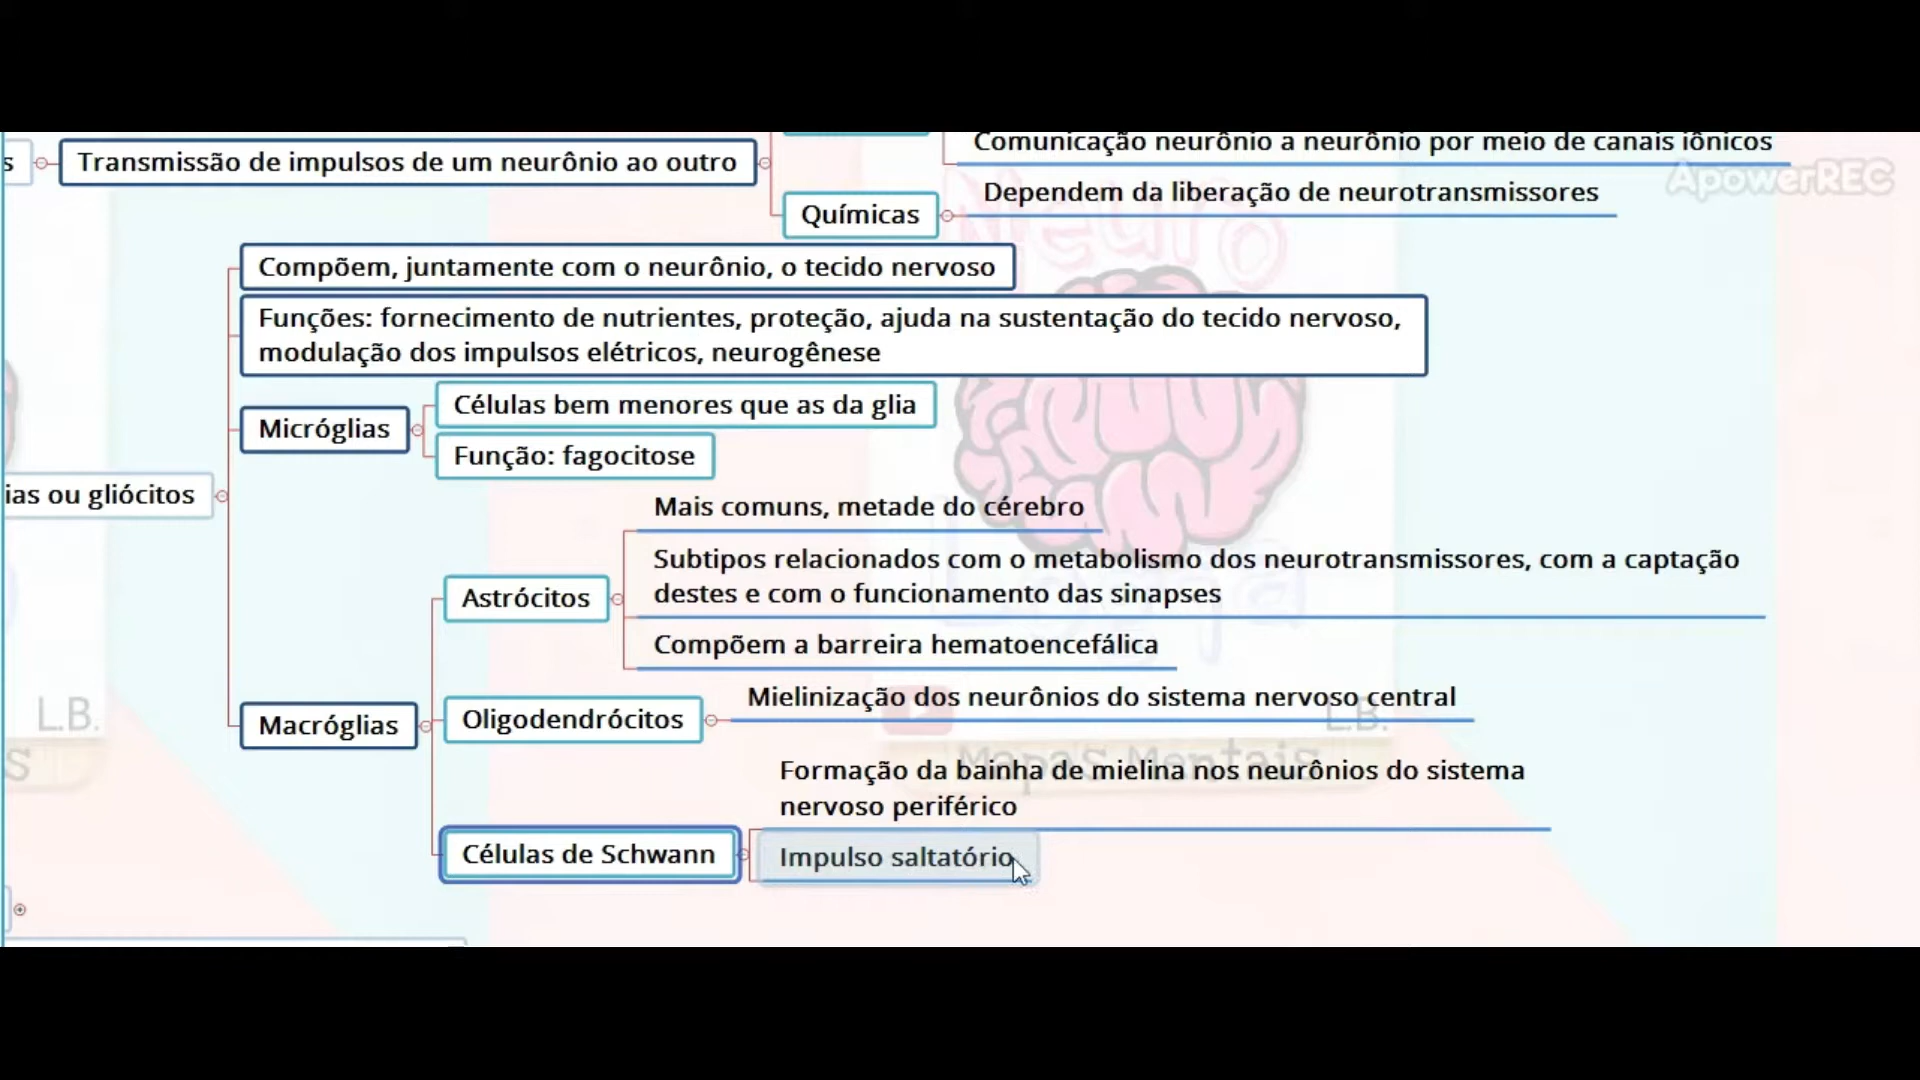 Comunicação neurônio a neurônio por meio de canais iônicos
s
Transmissão de impulsos de um neurônio ao outro
ApowerREC
Dependem da liberação de neurotransmissores
Químicas
Neuro
Compõem, juntamente com o neurônio, o tecido nervoso
Funções: fornecimento de nutrientes, proteção, ajuda na sustentação do tecido nervoso,
modulação dos impulsos elétricos, neurogênese
Células bem menores que as da glia
Micróglias
Função: fagocitose
ias ou gliócitos
Mais comuns, metade do cérebro
Subtipos relacionados com o metabolismo dos neurotransmissores, com a captação
destes e com o funcionamento das sinapses
Astrócitos
Compõem a barreira hematoencefálica
Mielinização dos neurônios do sistema nervoso central
Oligodendrócitos
L.B.
L.B.
Macróglias
S
Mapas Mentais
Formação da bainha de mielina nos neurônios do sistema
nervoso periférico
Células de Schwann
Impulso saltatório